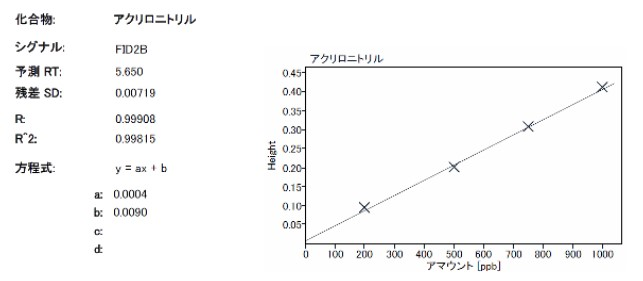 化合物: アクリロニトリル
シグナル: FID2B
予測 RT: 5.650
残差 SD: 0.00719
R: 0.99908
R^2: 0.99815
方程式: y = ax + b
a: 0.0004
b: 0.0090
c:
d:
アクリロニトリル
Height
0.45
0.40
0.35
0.30
0.25
0.20
0.15
0.10
0.05
0 100 200 300 400 500 600 700 800 900 1000
アマウント [ppb]